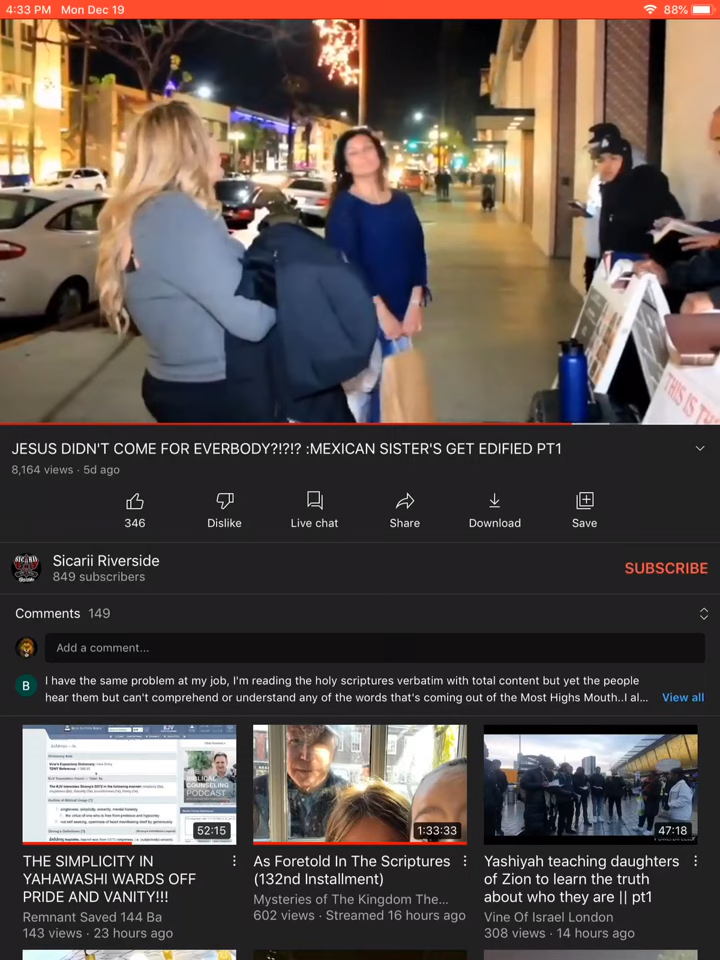 4:33 PM Mon Dec 19
88%
THIS IS TH
JESUS DIDN'T COME FOR EVERBODY?!?!? :MEXICAN SISTER'S GET EDIFIED PT1
8,164 views · 5d ago
346
Dislike
Live chat
Share
Download
Save
Sicarii Riverside
849 subscribers
SUBSCRIBE
Comments 149
Add a comment...
B
I have the same problem at my job, I'm reading the holy scriptures verbatim with total content but yet the people
hear them but can't comprehend or understand any of the words that's coming out of the Most Highs Mouth..I al...
View all
BIBLICAL
COUNSELING
PODCAST
52:15
1:33:33
47:18
THE SIMPLICITY IN
YAHAWASHI WARDS OFF
PRIDE AND VANITY!!!
Remnant Saved 144 Ba
143 views · 23 hours ago
As Foretold In The Scriptures
(132nd Installment)
Mysteries of The Kingdom The...
602 views · Streamed 16 hours ago
Yashiyah teaching daughters
of Zion to learn the truth
about who they are || pt1
Vine Of Israel London
308 views · 14 hours ago